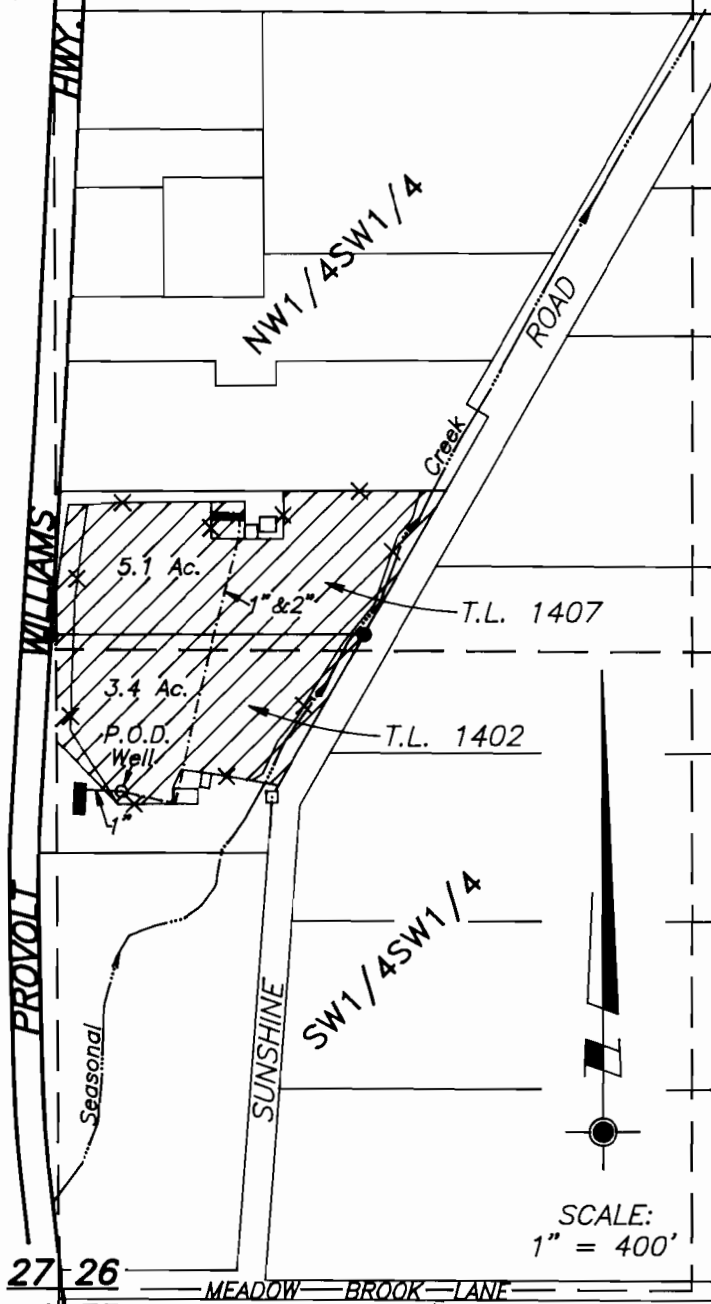 HWY.
NW1/4SW1/4
ROAD
Creek
WILLIAMS
5.1 Ac.
1"&2"
T.L. 1407
3.4 Ac.
T.L. 1402
P.O.D.
Well
1"
PROVOLT
SW1/4SW1/4
SUNSHINE
Seasonal
SCALE:
1" = 400'
27 26
MEADOW BROOK LANE